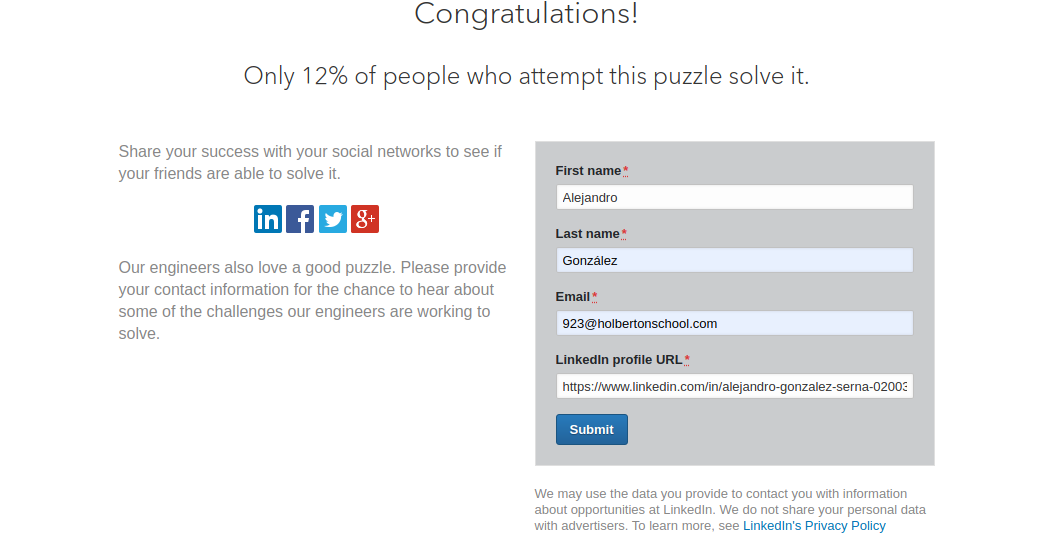 Congratulations!
Only 12% of people who attempt this puzzle solve it.
Share your success with your social networks to see if
your friends are able to solve it.
in f g+
Our engineers also love a good puzzle. Please provide
your contact information for the chance to hear about
some of the challenges our engineers are working to
solve.
First name*
Alejandro
Last name*
González
Email*
923@holbertonschool.com
LinkedIn profile URL*
https://www.linkedin.com/in/alejandro-gonzalez-serna-02003
Submit
We may use the data you provide to contact you with information
about opportunities at LinkedIn. We do not share your personal data
with advertisers. To learn more, see LinkedIn's Privacy Policy